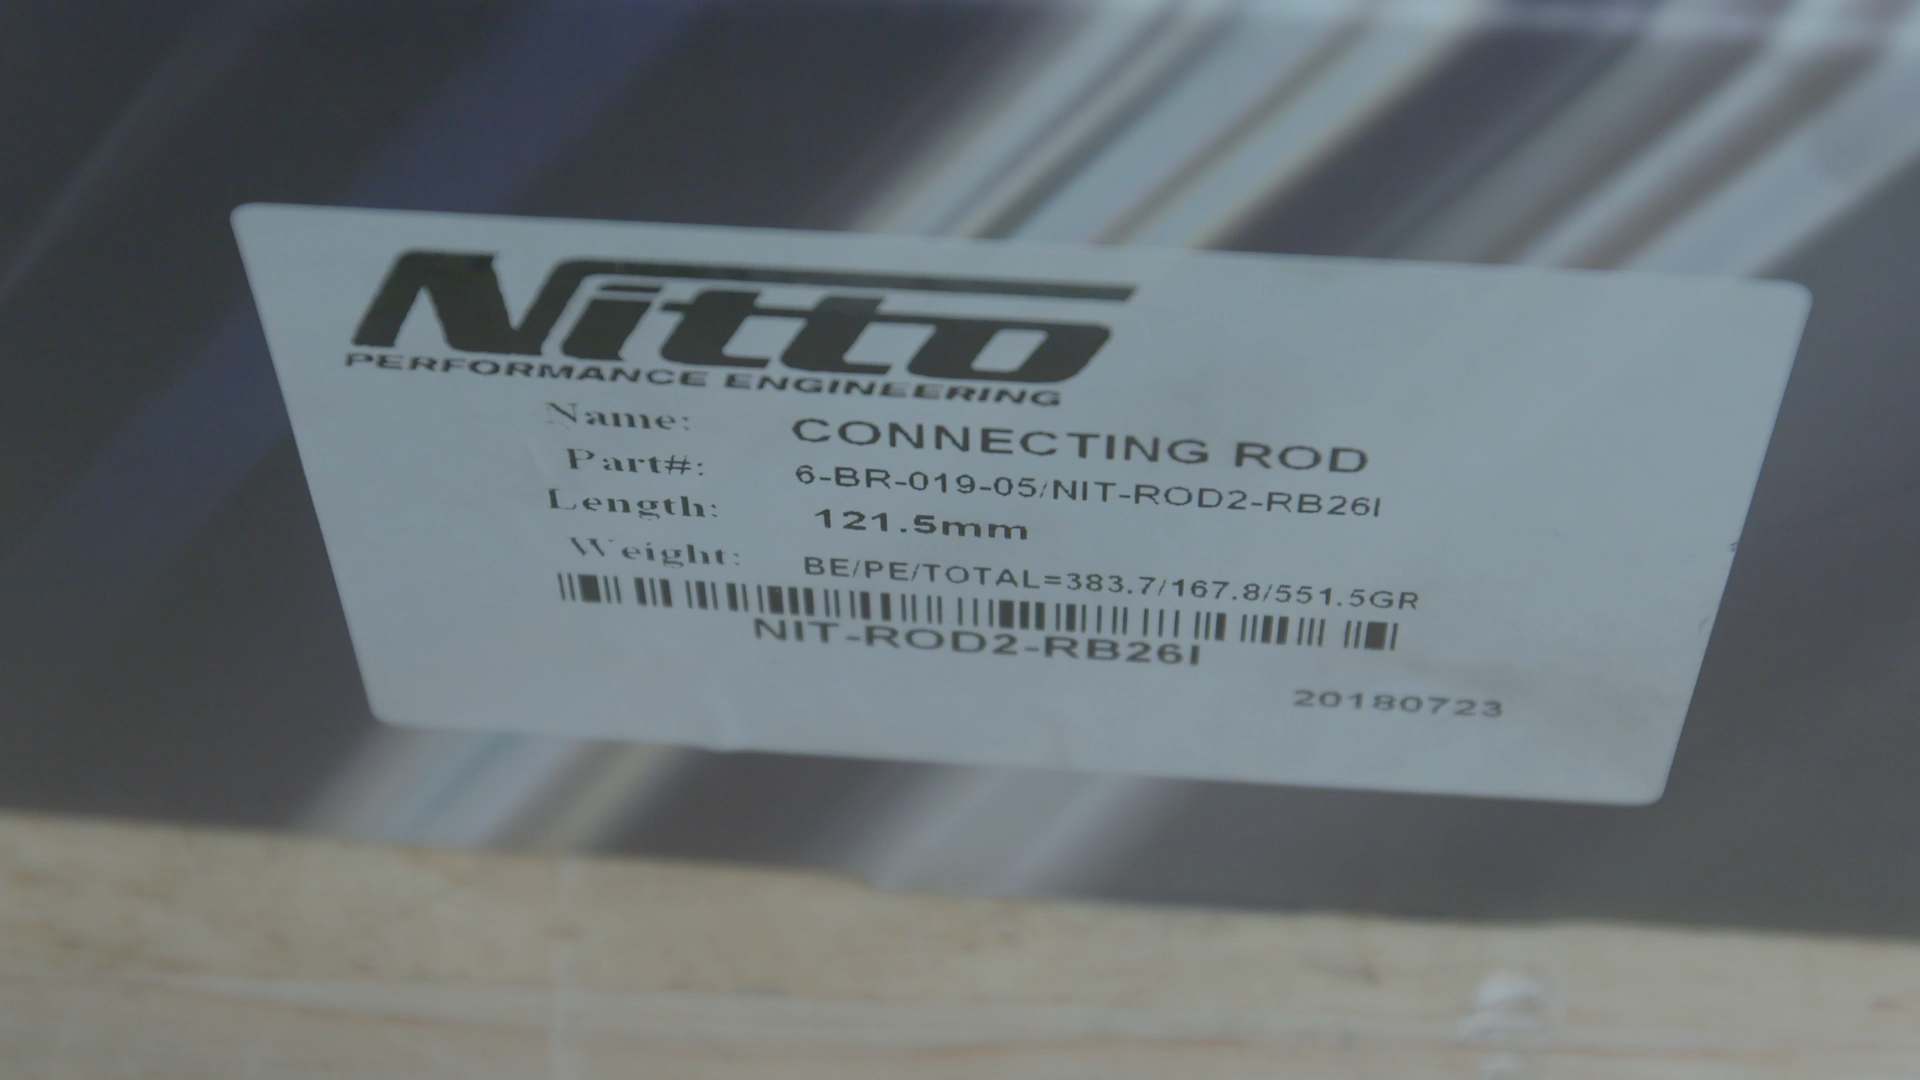 Nitto
PERFORMANCE ENGINEERING
Name: CONNECTING ROD
Part#: 6-BR-019-05/NIT-ROD2-RB26I
Length: 121.5mm
Weight: BE/PE/TOTAL=383.7/167.8/551.5GR
NIT-ROD2-RB26I
20180723